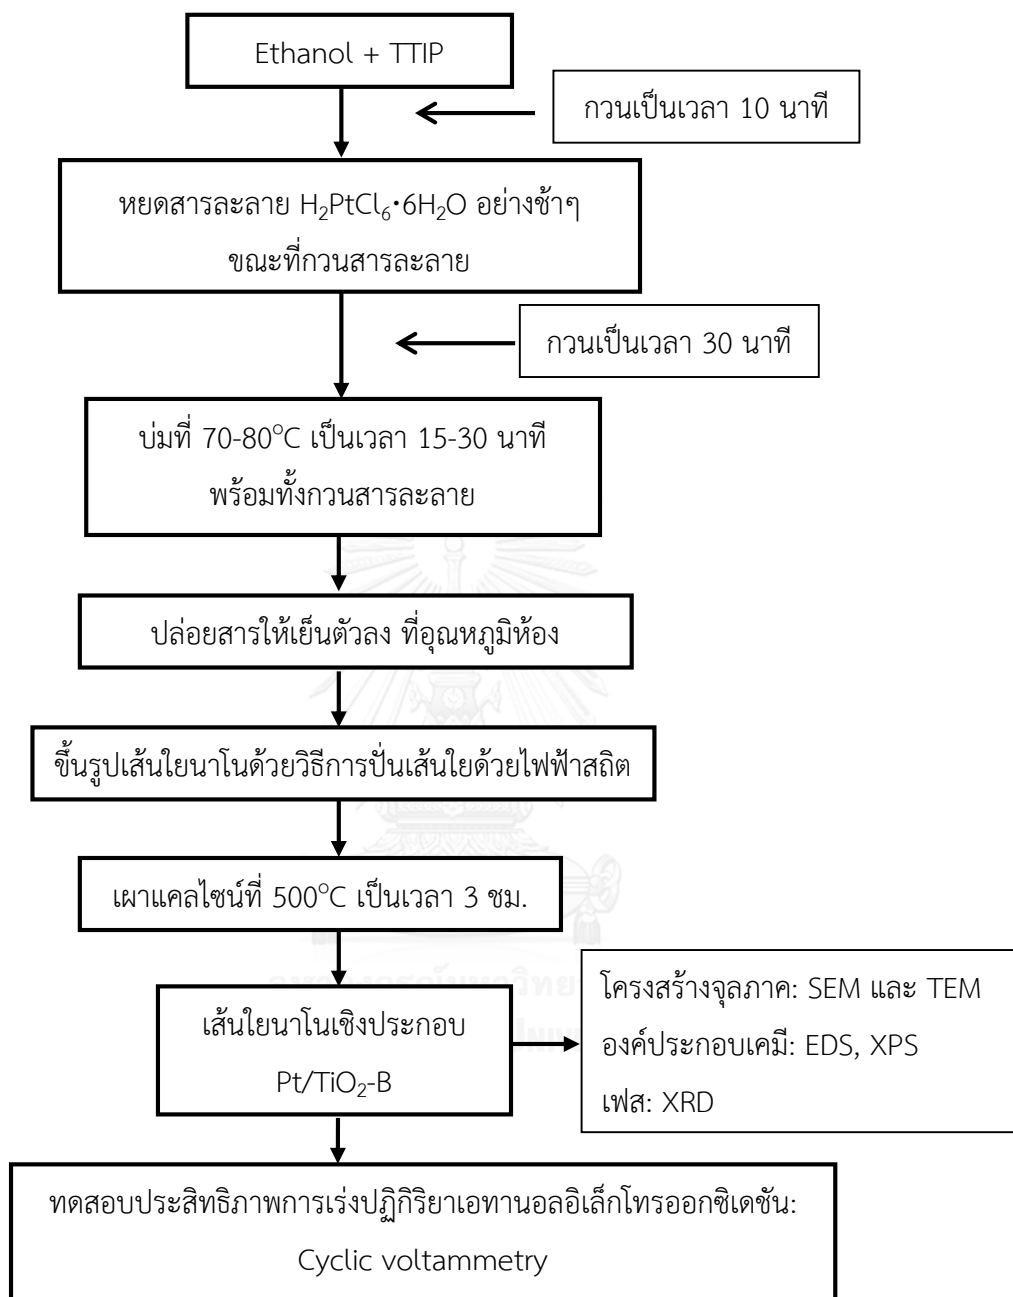 Ethanol + TTIP
กวนเป็นเวลา 10 นาที
หยดสารละลาย H₂PtCl₆·6H₂O อย่างช้าๆ
ขณะที่กวนสารละลาย
กวนเป็นเวลา 30 นาที
บ่มที่ 70-80°C เป็นเวลา 15-30 นาที
พร้อมทั้งกวนสารละลาย
ปล่อยสารให้เย็นตัวลง ที่อุณหภูมิห้อง
ขึ้นรูปเส้นใยนาโนด้วยวิธีการปั่นเส้นใยด้วยไฟฟ้าสถิต
เผาแคลไซน์ที่ 500°C เป็นเวลา 3 ชม.
เส้นใยนาโนเชิงประกอบ
Pt/TiO₂-B
โครงสร้างจุลภาค: SEM และ TEM
องค์ประกอบเคมี: EDS, XPS
เฟส: XRD
ทดสอบประสิทธิภาพการเร่งปฏิกิริยาเอทานอลอิเล็กโทรออกซิเดชัน:
Cyclic voltammetry